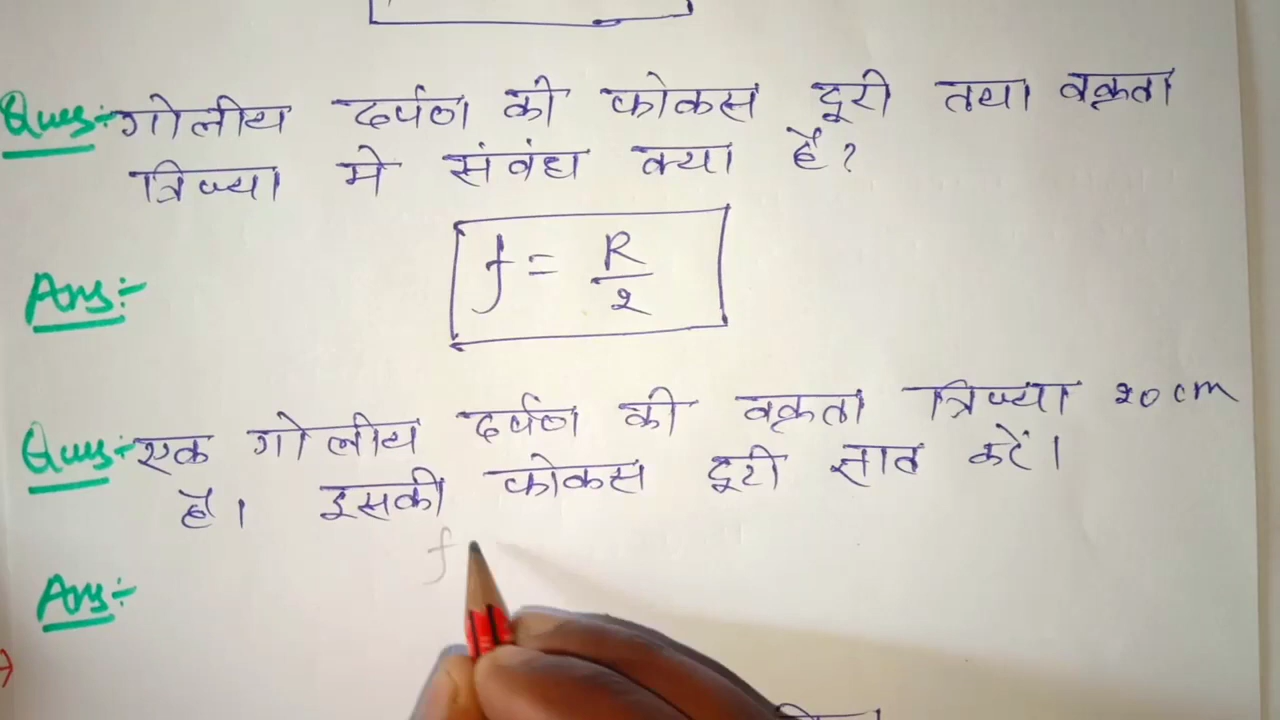 Ques:- गोलीय दर्पण की फोकस दूरी तथा वक्रता
त्रिज्या मे संबंध क्या है?
Ans:- f = R/2
Ques:- एक गोलीय दर्पण की वक्रता त्रिज्या 20 cm
है। इसकी फोकस दूरी ज्ञात करें।
f
Ans:-